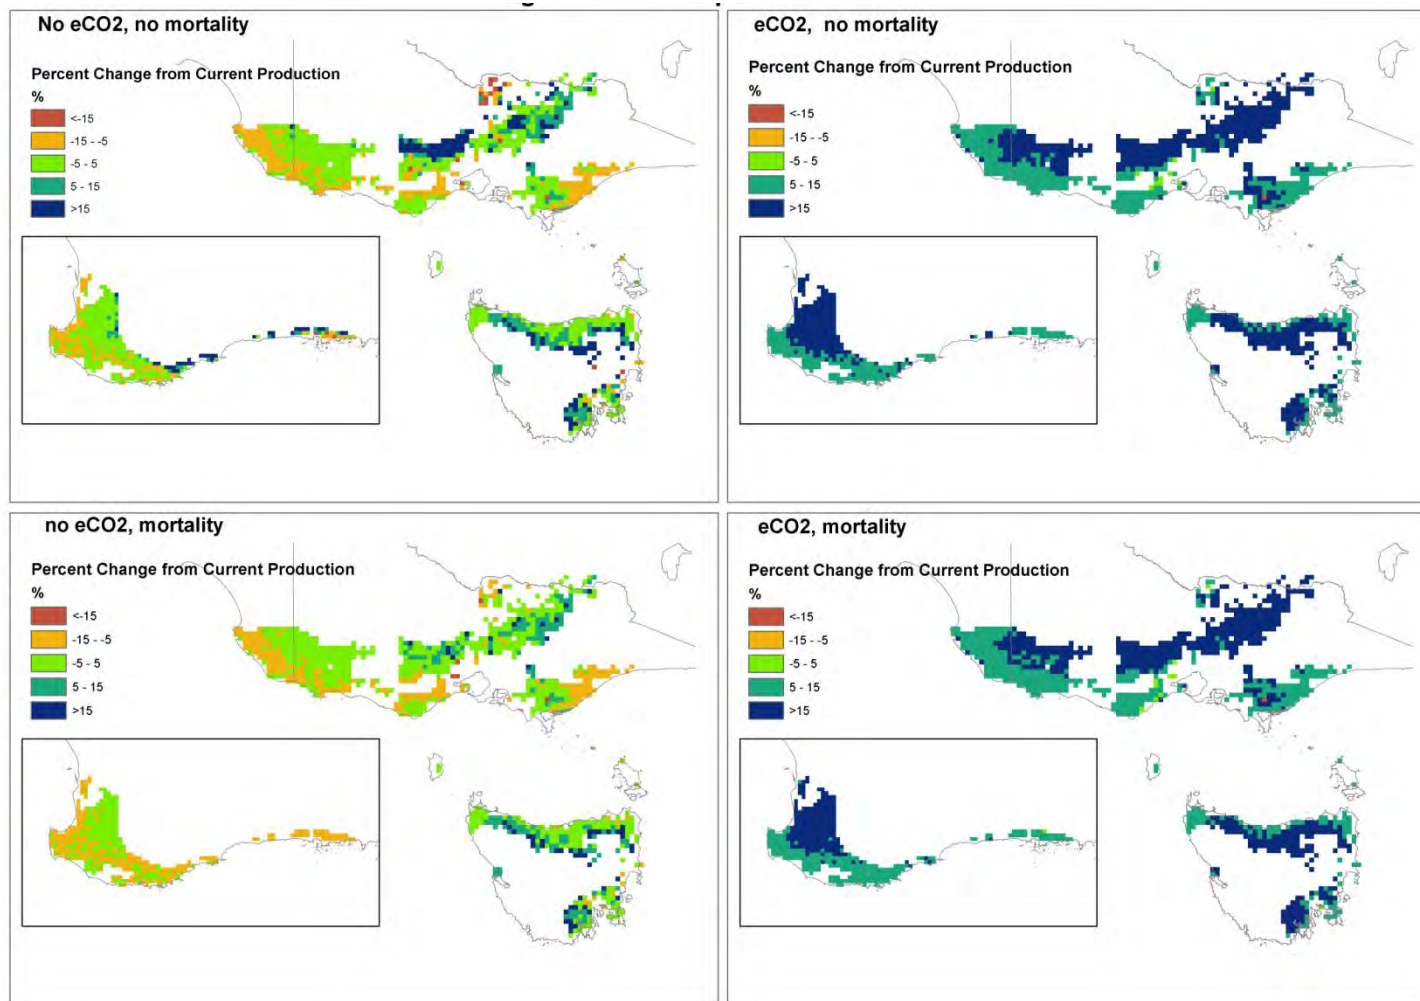 No eCO2, no mortality
Percent Change from Current Production
%
<-15
-15 - -5
-5 - 5
5 - 15
>15
eCO2, no mortality
Percent Change from Current Production
%
<-15
-15 - -5
-5 - 5
5 - 15
>15
no eCO2, mortality
Percent Change from Current Production
%
<-15
-15 - -5
-5 - 5
5 - 15
>15
eCO2, mortality
Percent Change from Current Production
%
<-15
-15 - -5
-5 - 5
5 - 15
>15